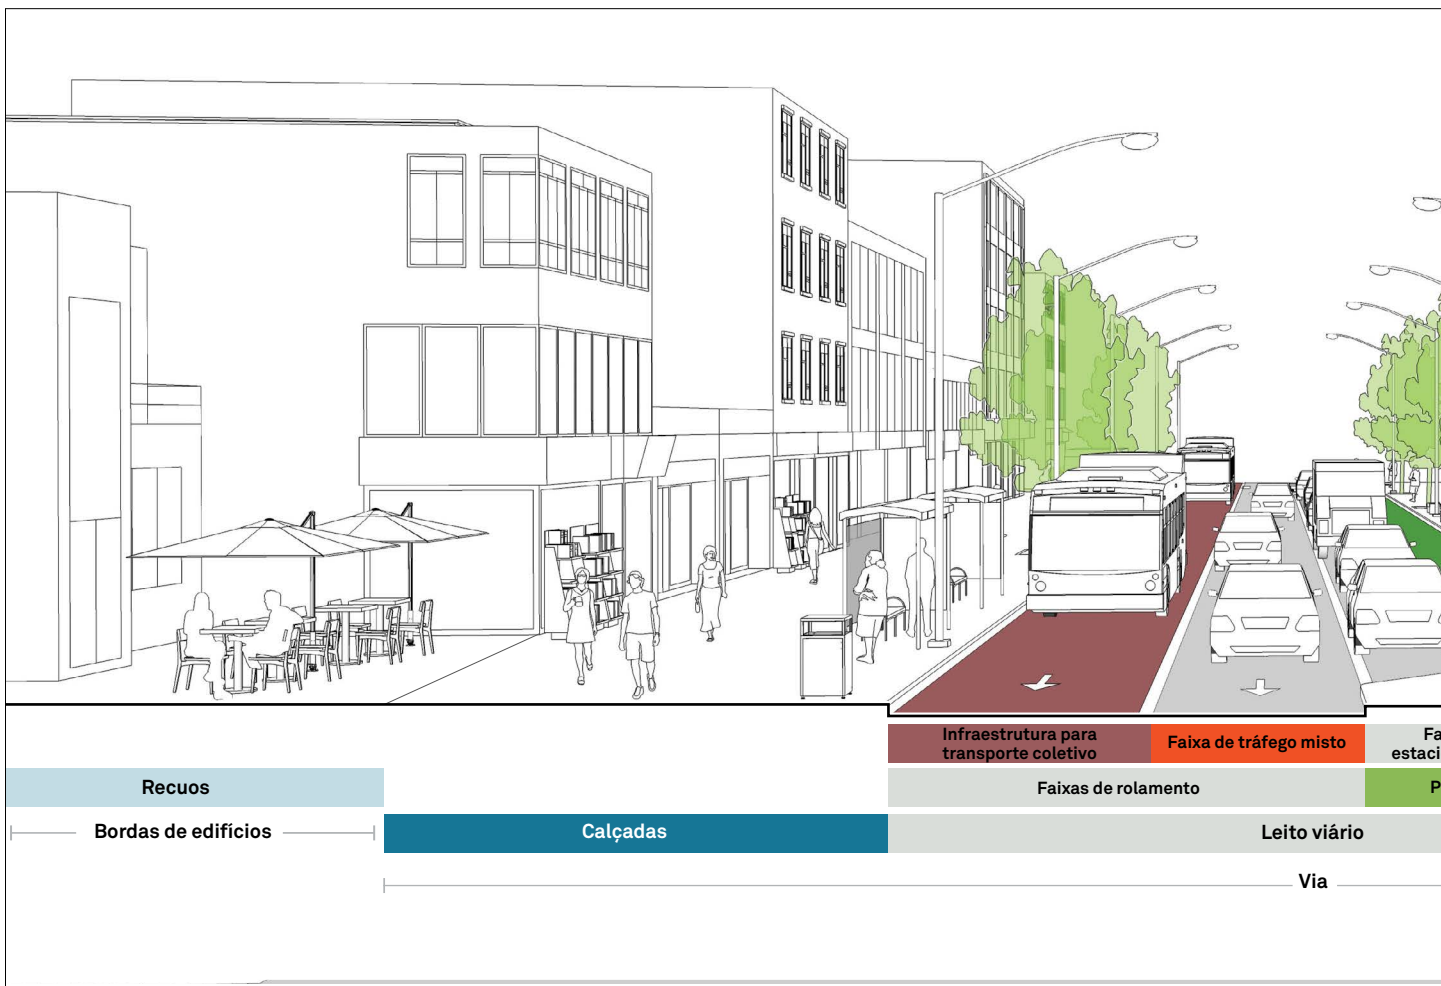 Infraestrutura para
transporte coletivo
Faixa de tráfego misto
Recuos
Faixas de rolamento
Bordas de edifícios
Calçadas
Leito viário
Via